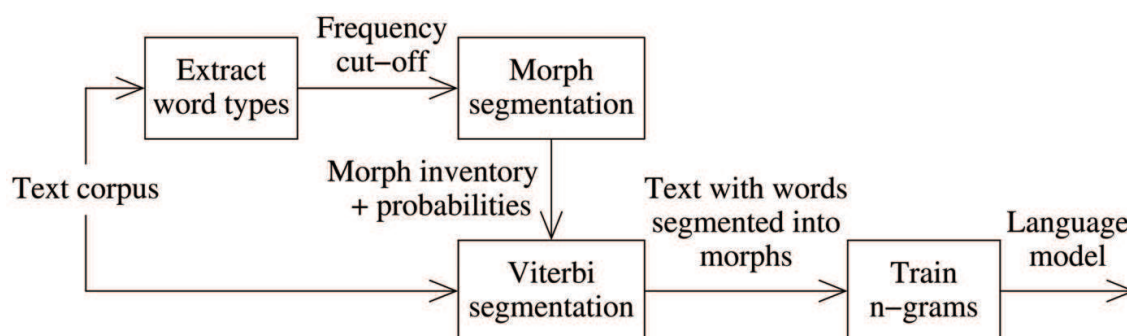 Extract
word types
Frequency
cut−off
Morph
segmentation
Text corpus
Morph inventory
+ probabilities
Viterbi
segmentation
Text with words
segmented into
morphs
Train
n−grams
Language
model